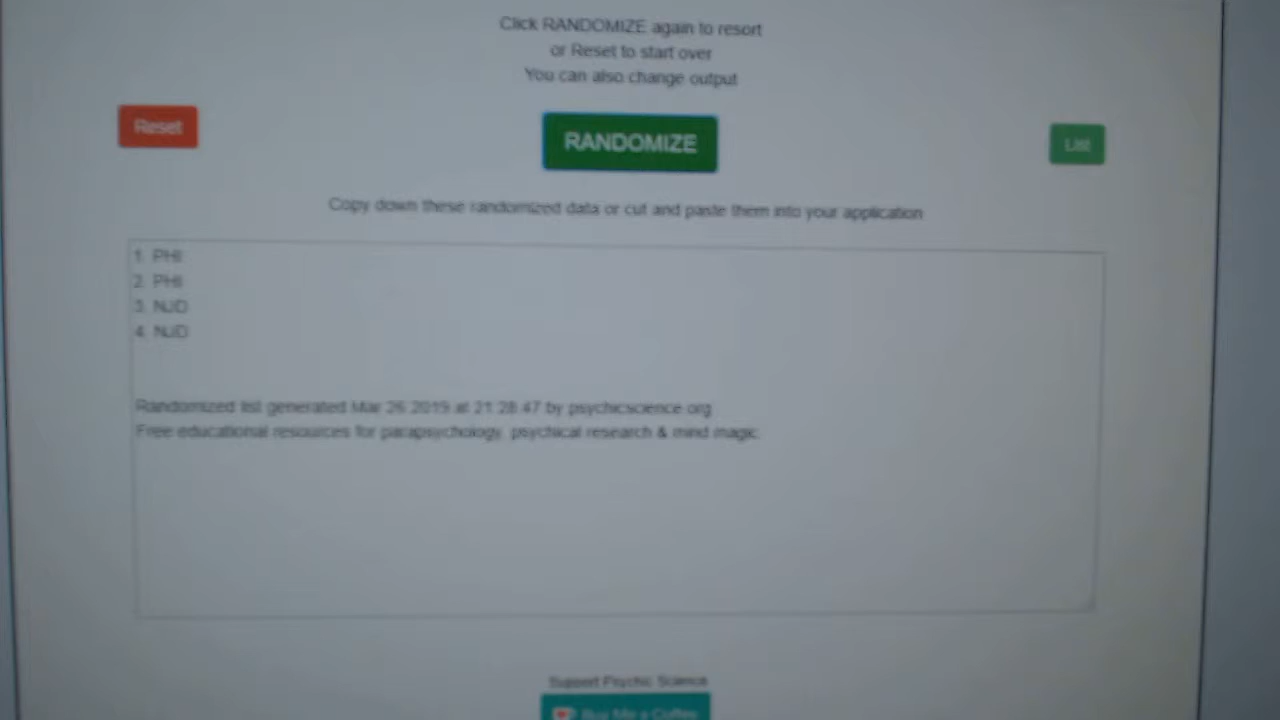 Click RANDOMIZE again to resort
or Reset to start over
You can also change output
Reset
RANDOMIZE
List
Copy down these randomized data or cut and paste them into your application
1. PHI
2. PHI
3. NJD
4. NJD
Randomized list generated Mar 26 2019 at 21:28:47 by psychicscience.org
Free educational resources for parapsychology, psychical research & mind magic.
Support Psychic Science
Buy Me a Coffee